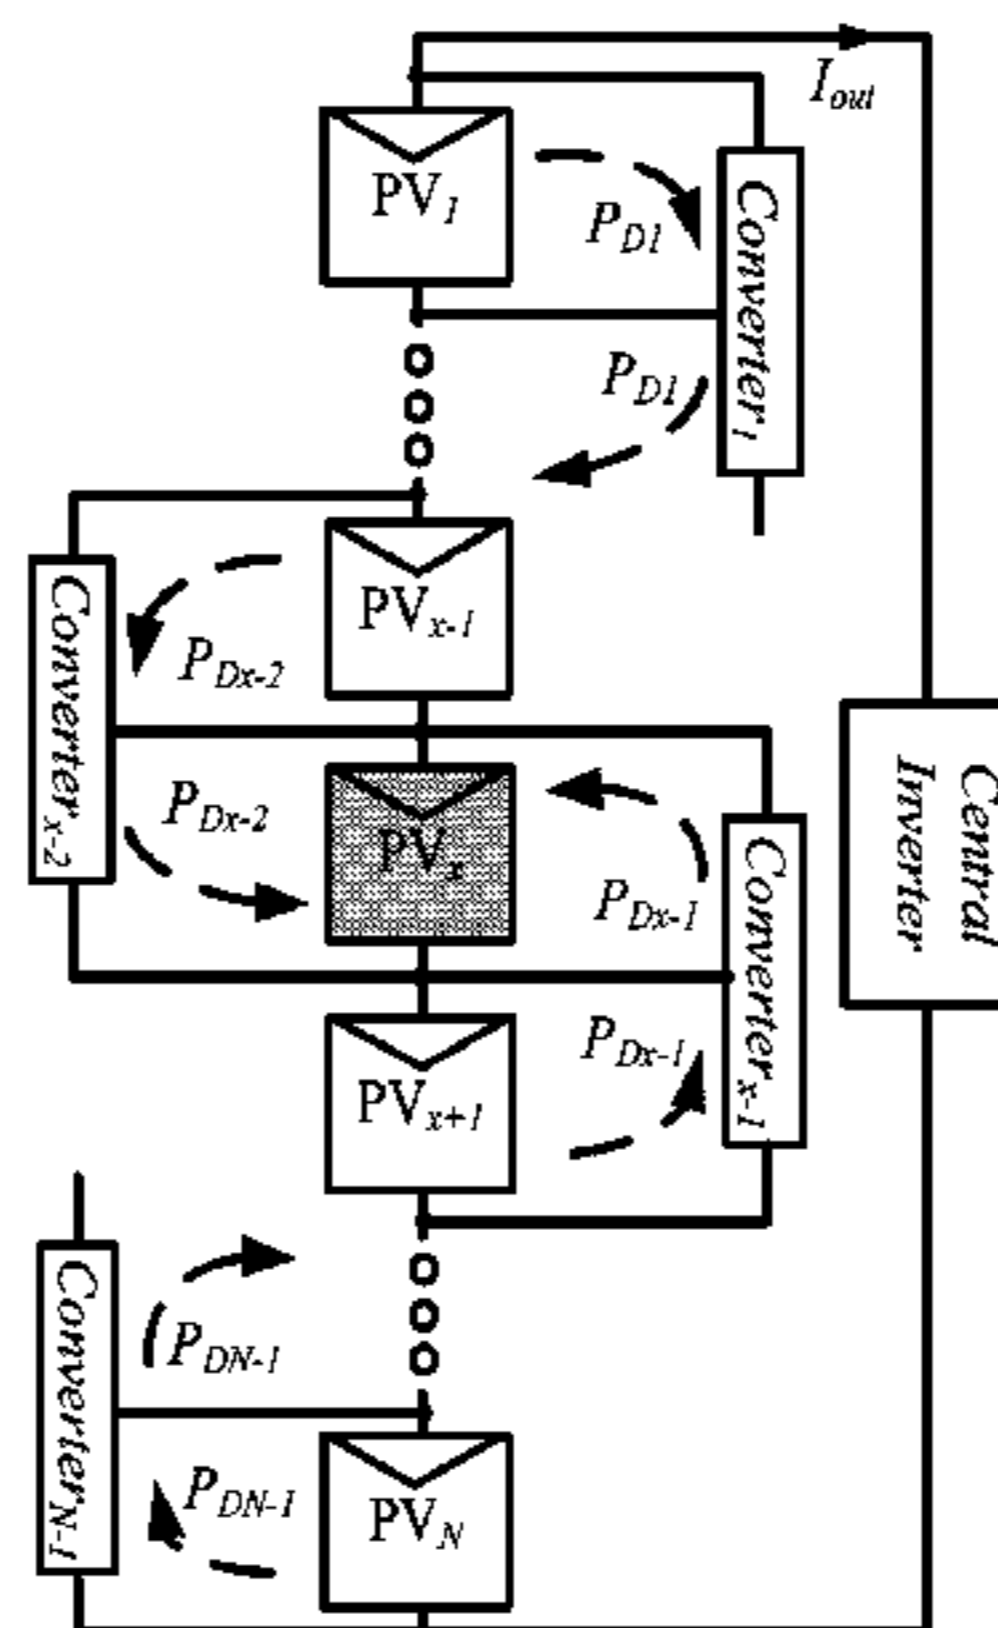 I_out
PV_1
P_D1
Converter_1
P_D1
PV_x-1
Converter_x-2
P_Dx-2
P_Dx-2
PV_x
P_Dx-1
Converter_x-1
Central
Inverter
PV_x+1
P_Dx-1
Converter_N-1
P_DN-1
P_DN-1
PV_N